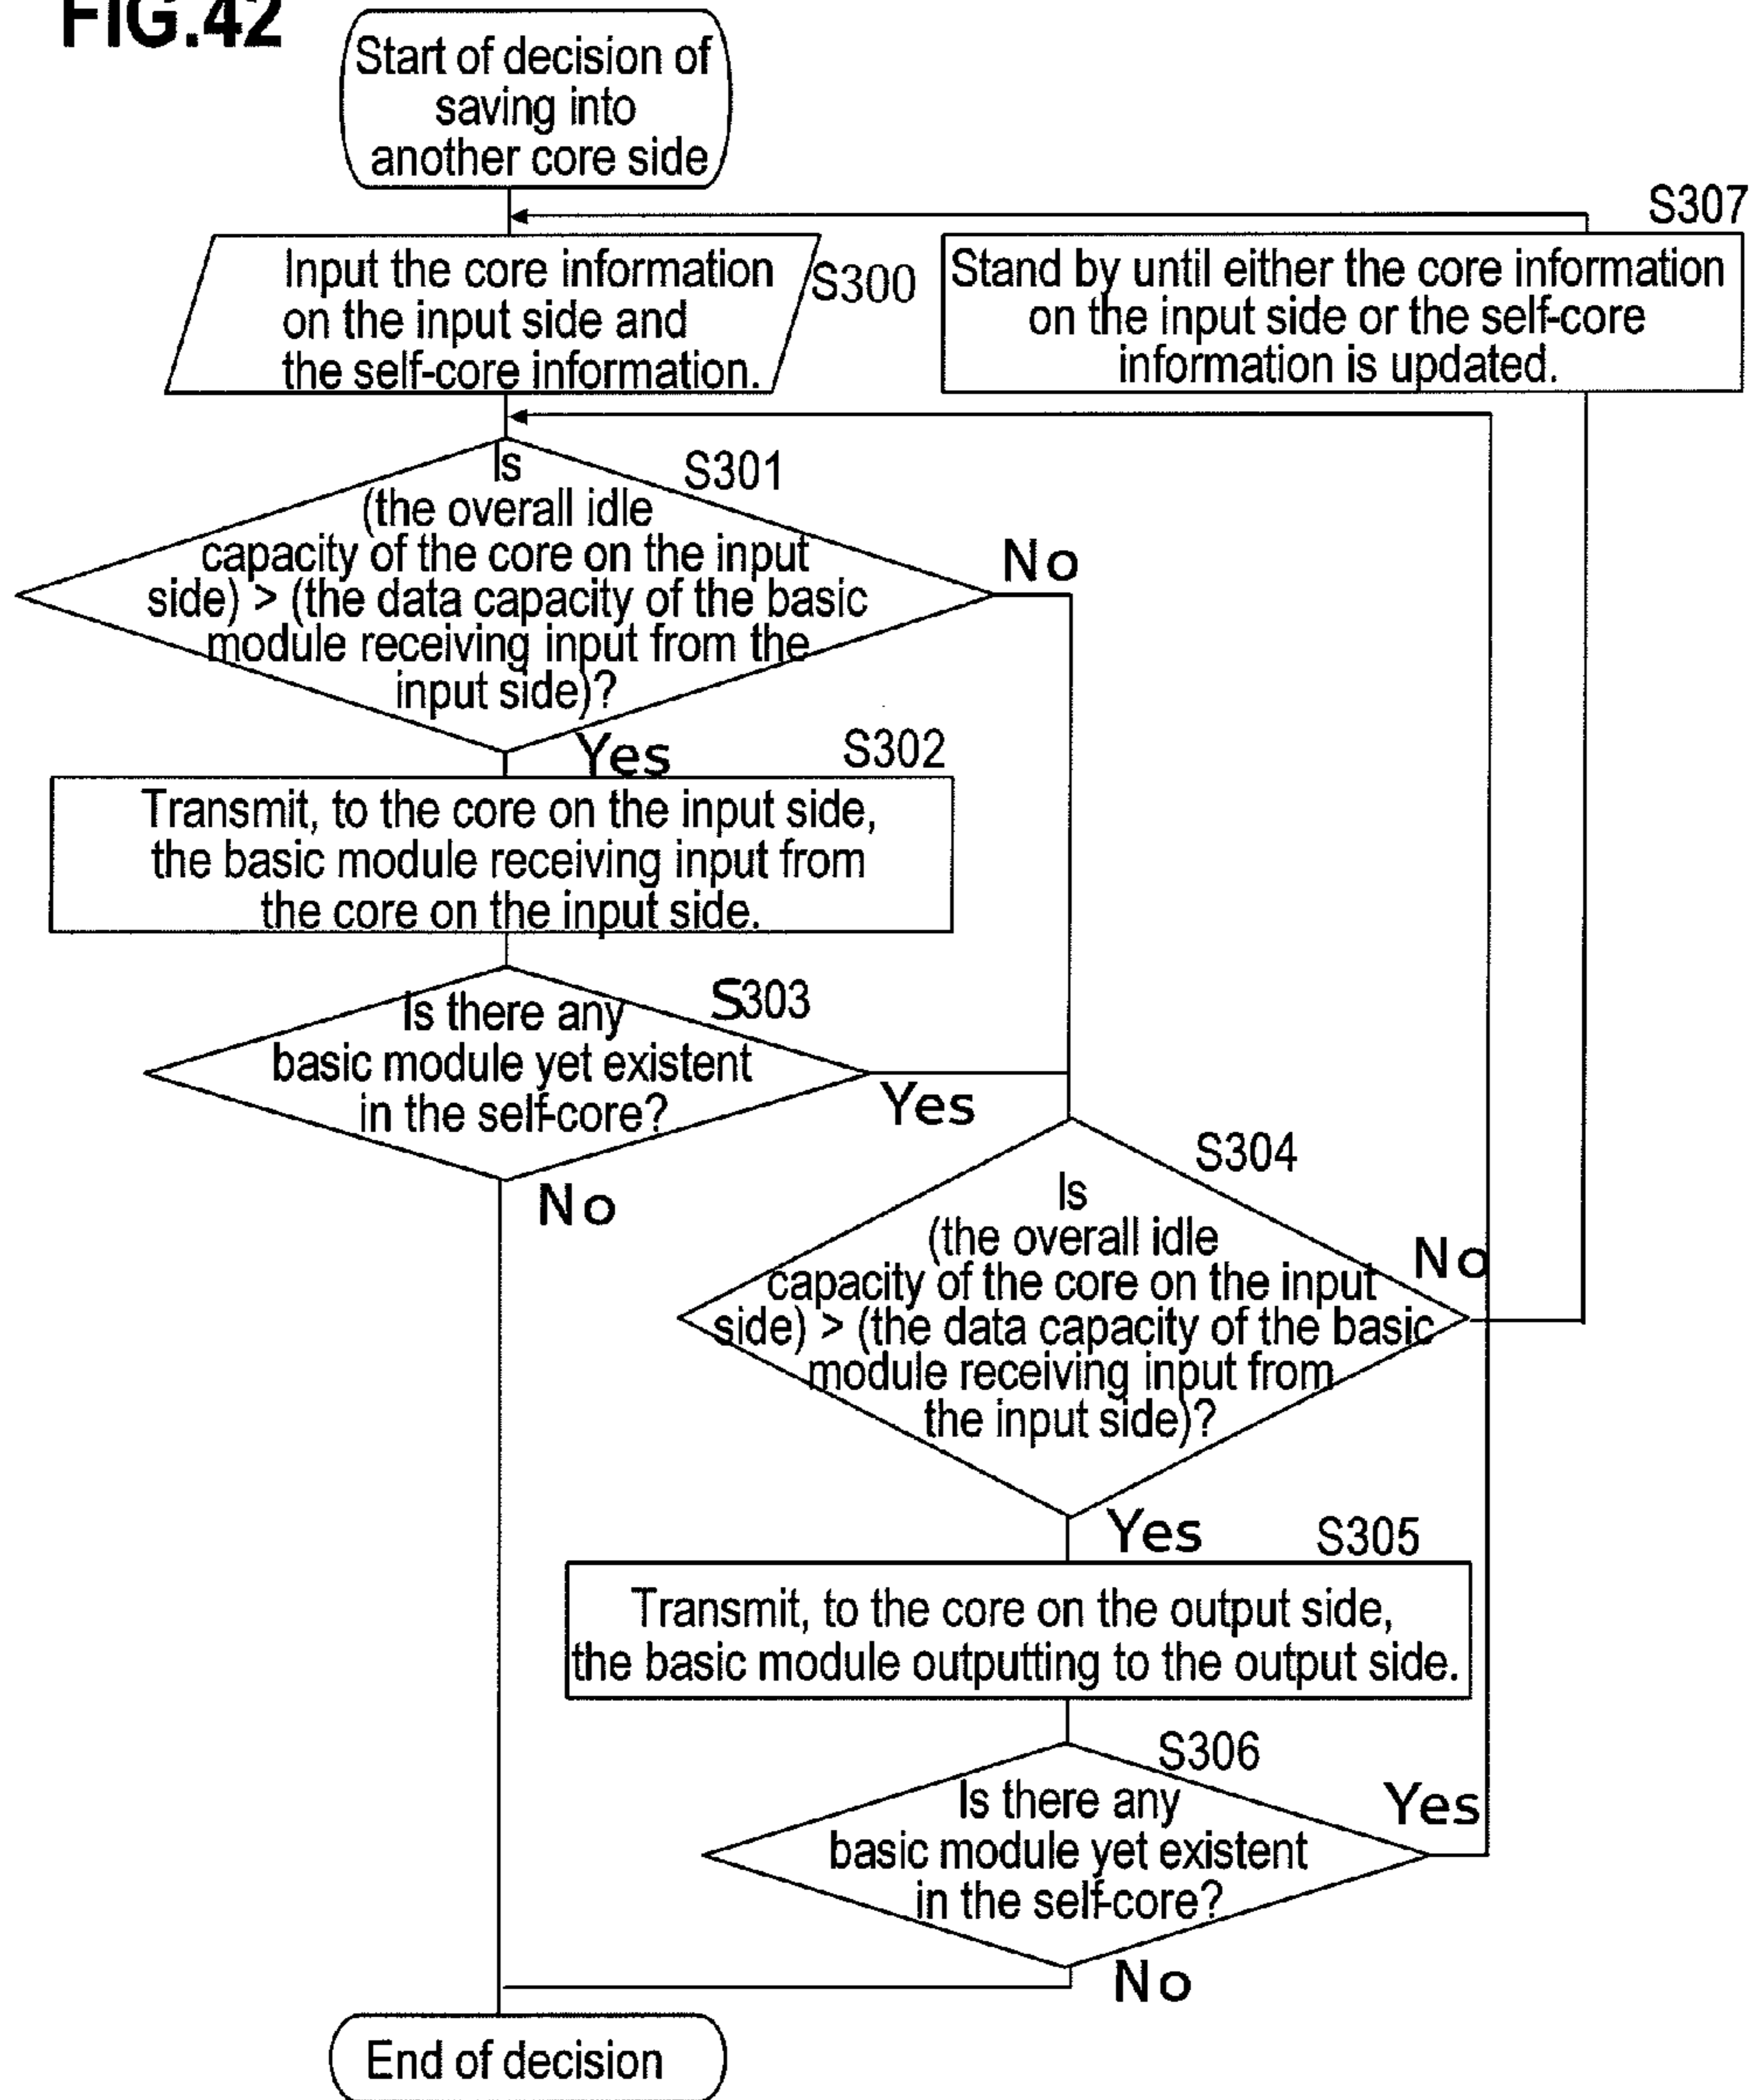 FIG.42
Start of decision of
saving into
another core side
S307
Input the core information
on the input side and
the self-core information.
S300
Stand by until either the core information
on the input side or the self-core
information is updated.
Is
(the overall idle
capacity of the core on the input
side) > (the data capacity of the basic
module receiving input from the
input side)?
S301
No
Yes
S302
Transmit, to the core on the input side,
the basic module receiving input from
the core on the input side.
S303
Is there any
basic module yet existent
in the self-core?
Yes
No
S304
Is
(the overall idle
capacity of the core on the input
side) > (the data capacity of the basic
module receiving input from
the input side)?
No
Yes
S305
Transmit, to the core on the output side,
the basic module outputting to the output side.
S306
Is there any
basic module yet existent
in the self-core?
Yes
No
End of decision